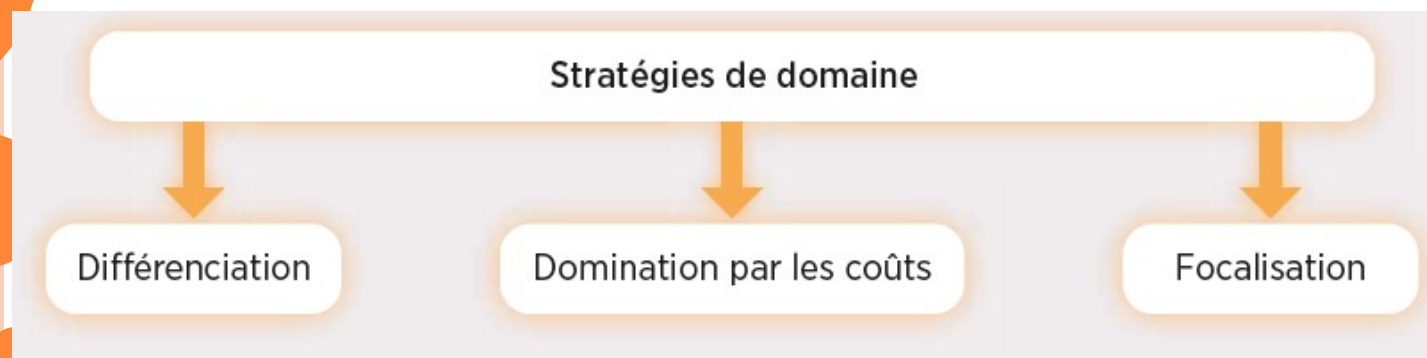 Stratégies de domaine
Différenciation
Domination par les coûts
Focalisation